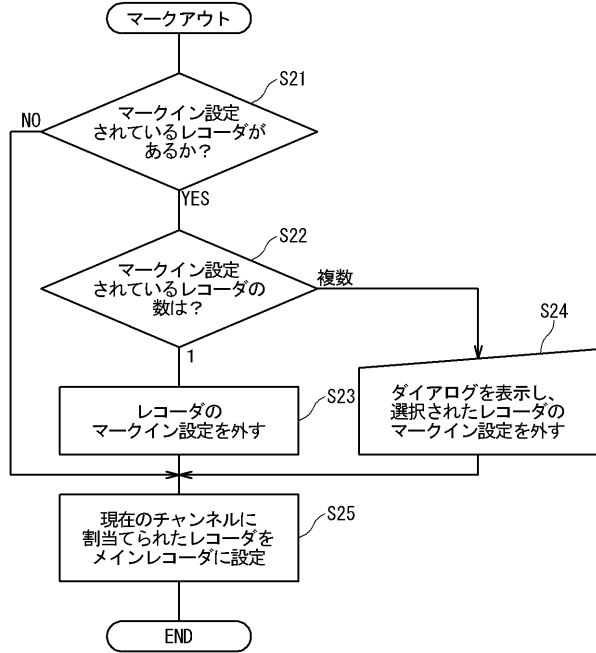 マークアウト
S21
マークイン設定
されているレコーダが
あるか？
NO
YES
S22
マークイン設定
されているレコーダの
数は？
複数
1
S24
S23
レコーダの
マークイン設定を外す
ダイアログを表示し、
選択されたレコーダの
マークイン設定を外す
S25
現在のチャンネルに
割当てられたレコーダを
メインレコーダに設定
END